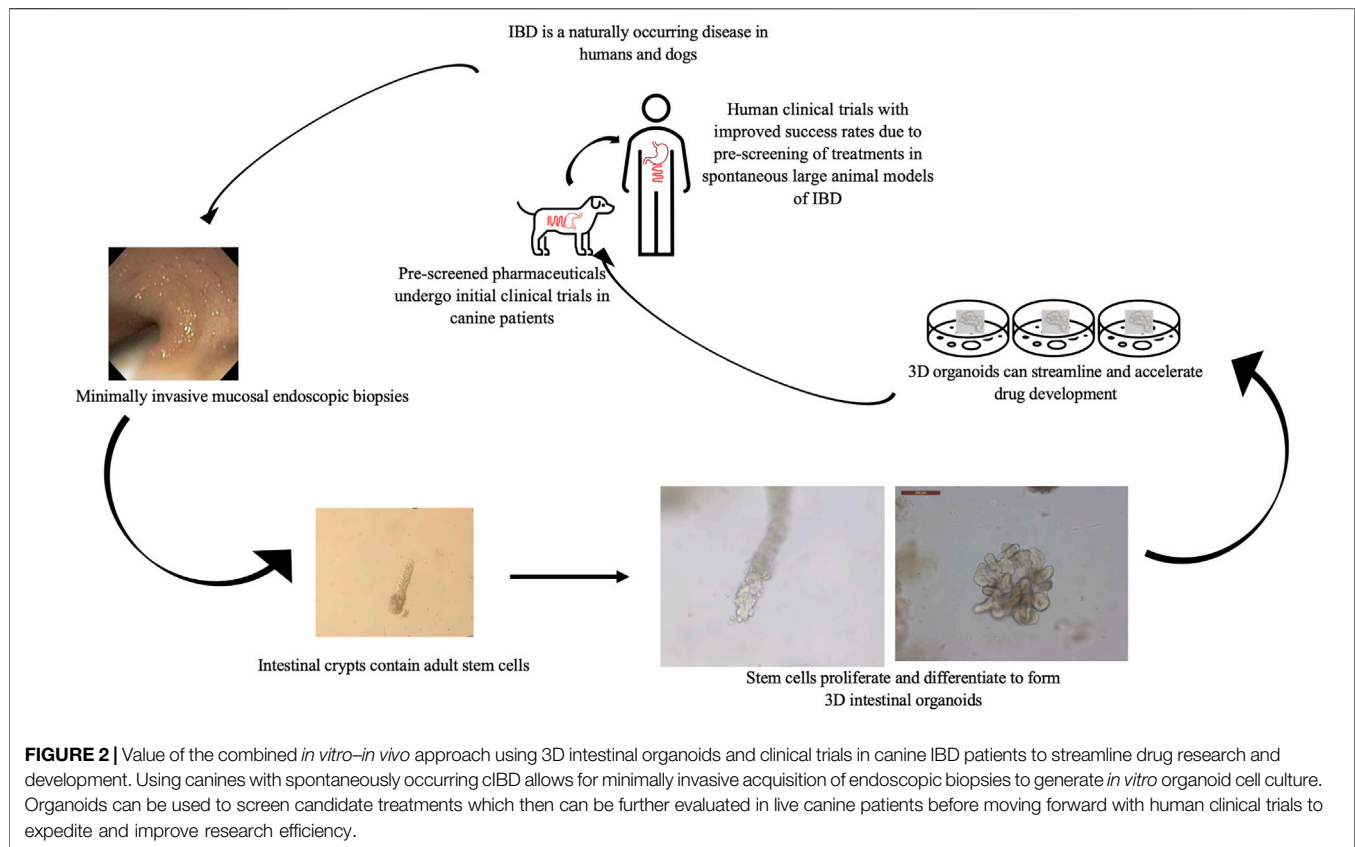 IBD is a naturally occurring disease in
humans and dogs
Human clinical trials with
improved success rates due to
pre-screening of treatments in
spontaneous large animal models
of IBD
Pre-screened pharmaceuticals
undergo initial clinical trials in
canine patients
Minimally invasive mucosal endoscopic biopsies
3D organoids can streamline and accelerate
drug development
Intestinal crypts contain adult stem cells
Stem cells proliferate and differentiate to form
3D intestinal organoids
FIGURE 2 | Value of the combined in vitro–in vivo approach using 3D intestinal organoids and clinical trials in canine IBD patients to streamline drug research and
development. Using canines with spontaneously occurring cIBD allows for minimally invasive acquisition of endoscopic biopsies to generate in vitro organoid cell culture.
Organoids can be used to screen candidate treatments which then can be further evaluated in live canine patients before moving forward with human clinical trials to
expedite and improve research efficiency.